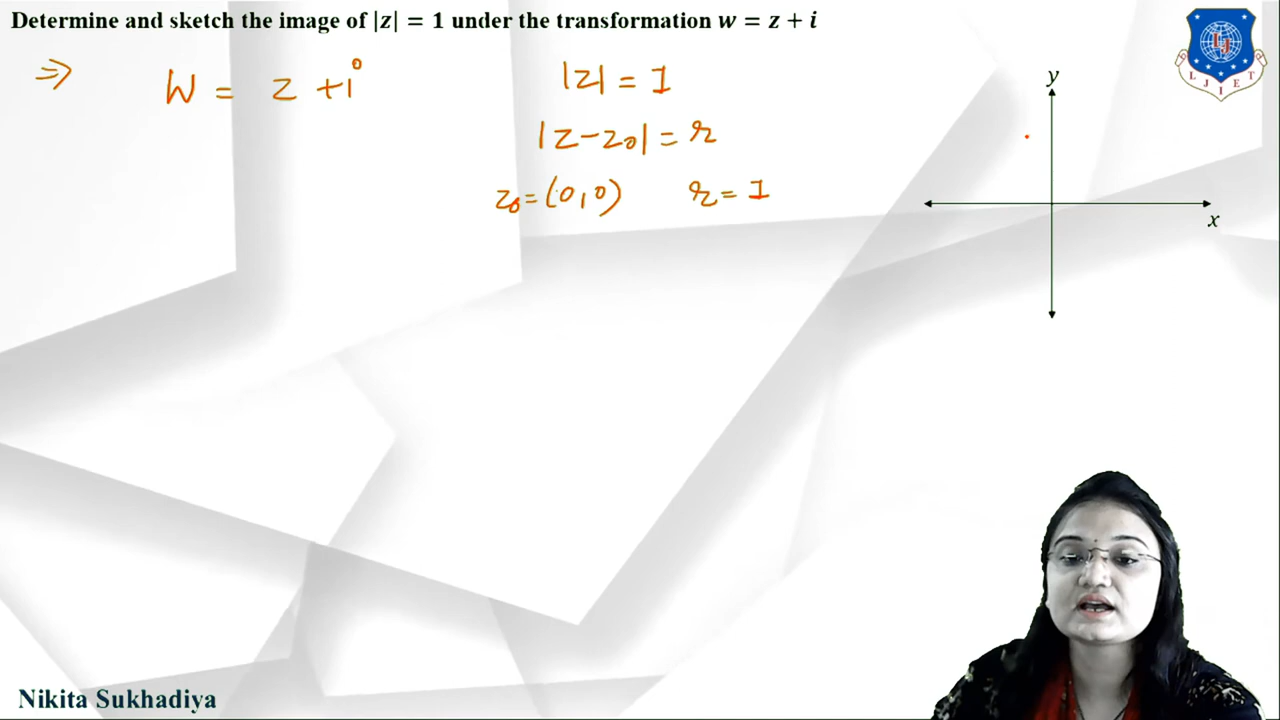 Determine and sketch the image of |z| = 1 under the transformation w = z + i
⇒ W = z + i
|z| = 1
|z - z0| = r
z0 = (0,0) r = 1
y
x
L J I E T
Nikita Sukhadiya